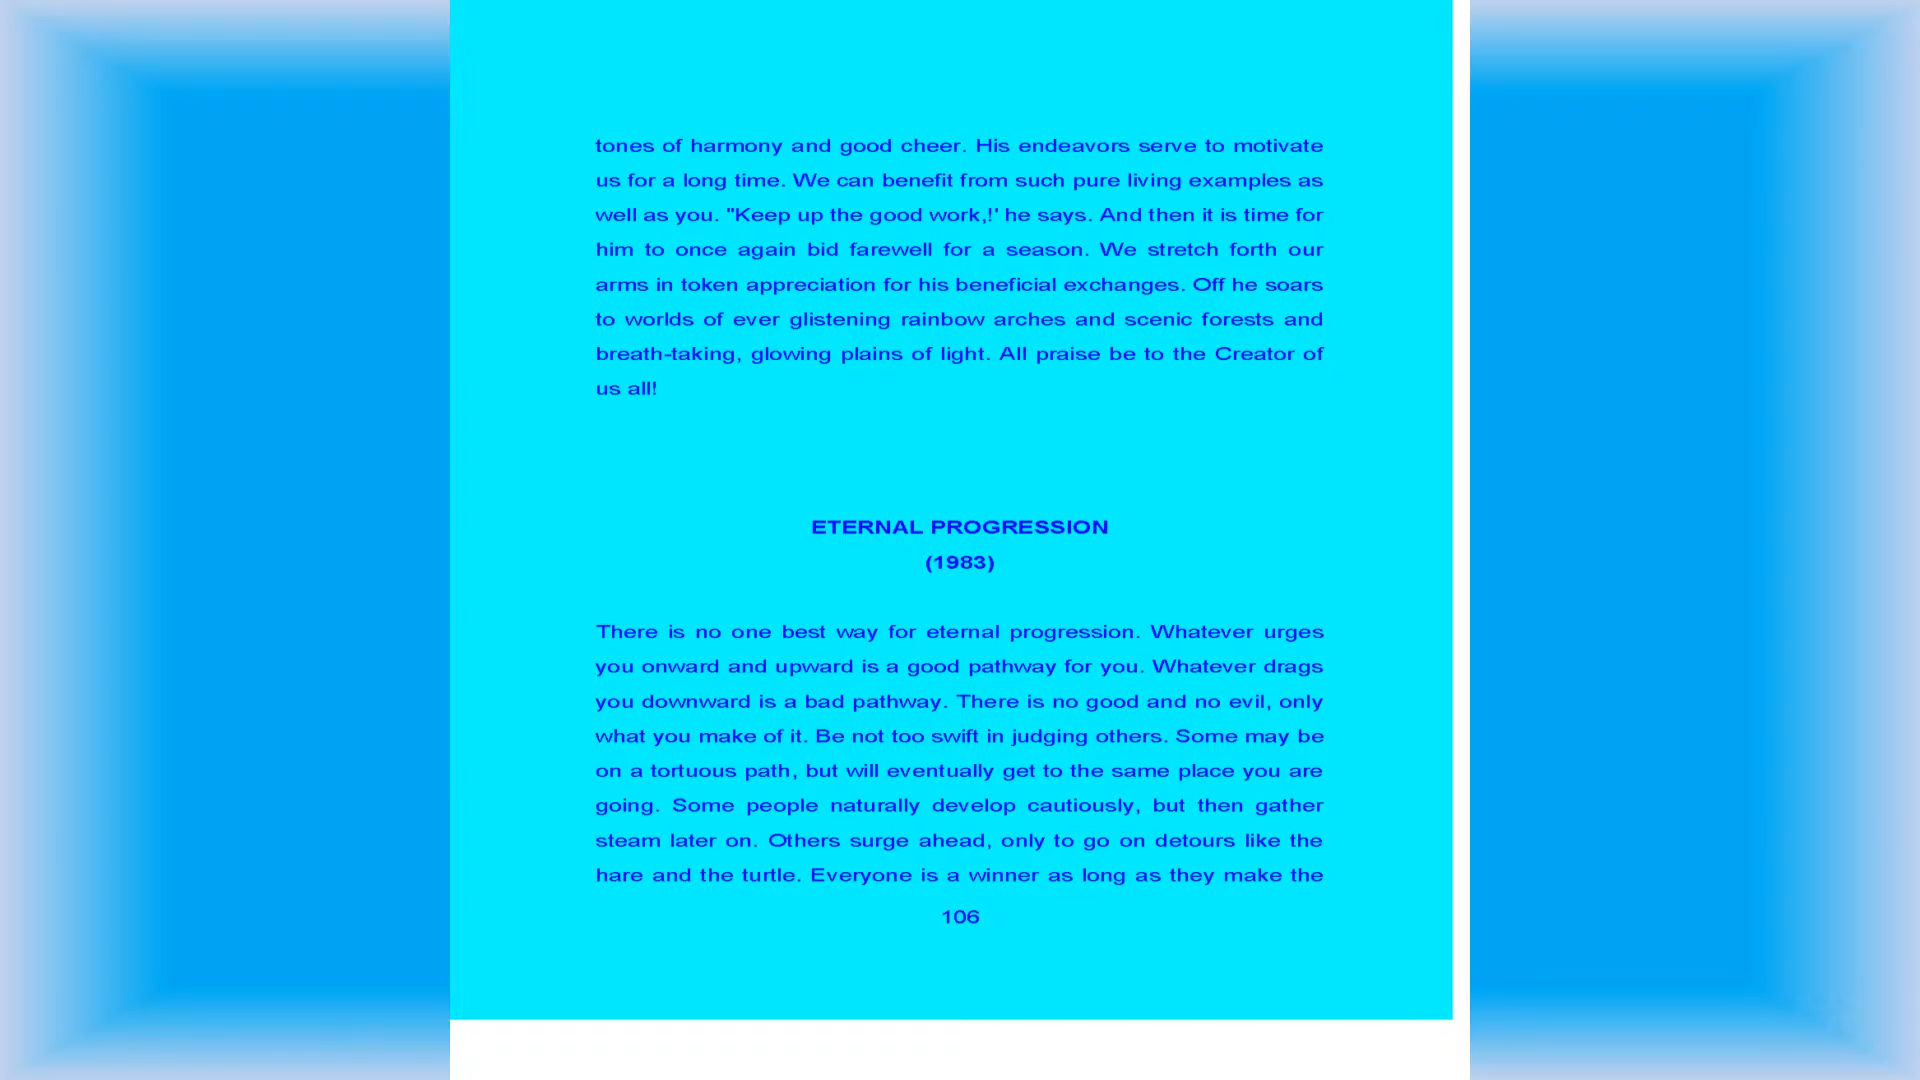 tones of harmony and good cheer. His endeavors serve to motivate
us for a long time. We can benefit from such pure living examples as
well as you. "Keep up the good work,!' he says. And then it is time for
him to once again bid farewell for a season. We stretch forth our
arms in token appreciation for his beneficial exchanges. Off he soars
to worlds of ever glistening rainbow arches and scenic forests and
breath-taking, glowing plains of light. All praise be to the Creator of
us all!
ETERNAL PROGRESSION
(1983)
There is no one best way for eternal progression. Whatever urges
you onward and upward is a good pathway for you. Whatever drags
you downward is a bad pathway. There is no good and no evil, only
what you make of it. Be not too swift in judging others. Some may be
on a tortuous path, but will eventually get to the same place you are
going. Some people naturally develop cautiously, but then gather
steam later on. Others surge ahead, only to go on detours like the
hare and the turtle. Everyone is a winner as long as they make the
106